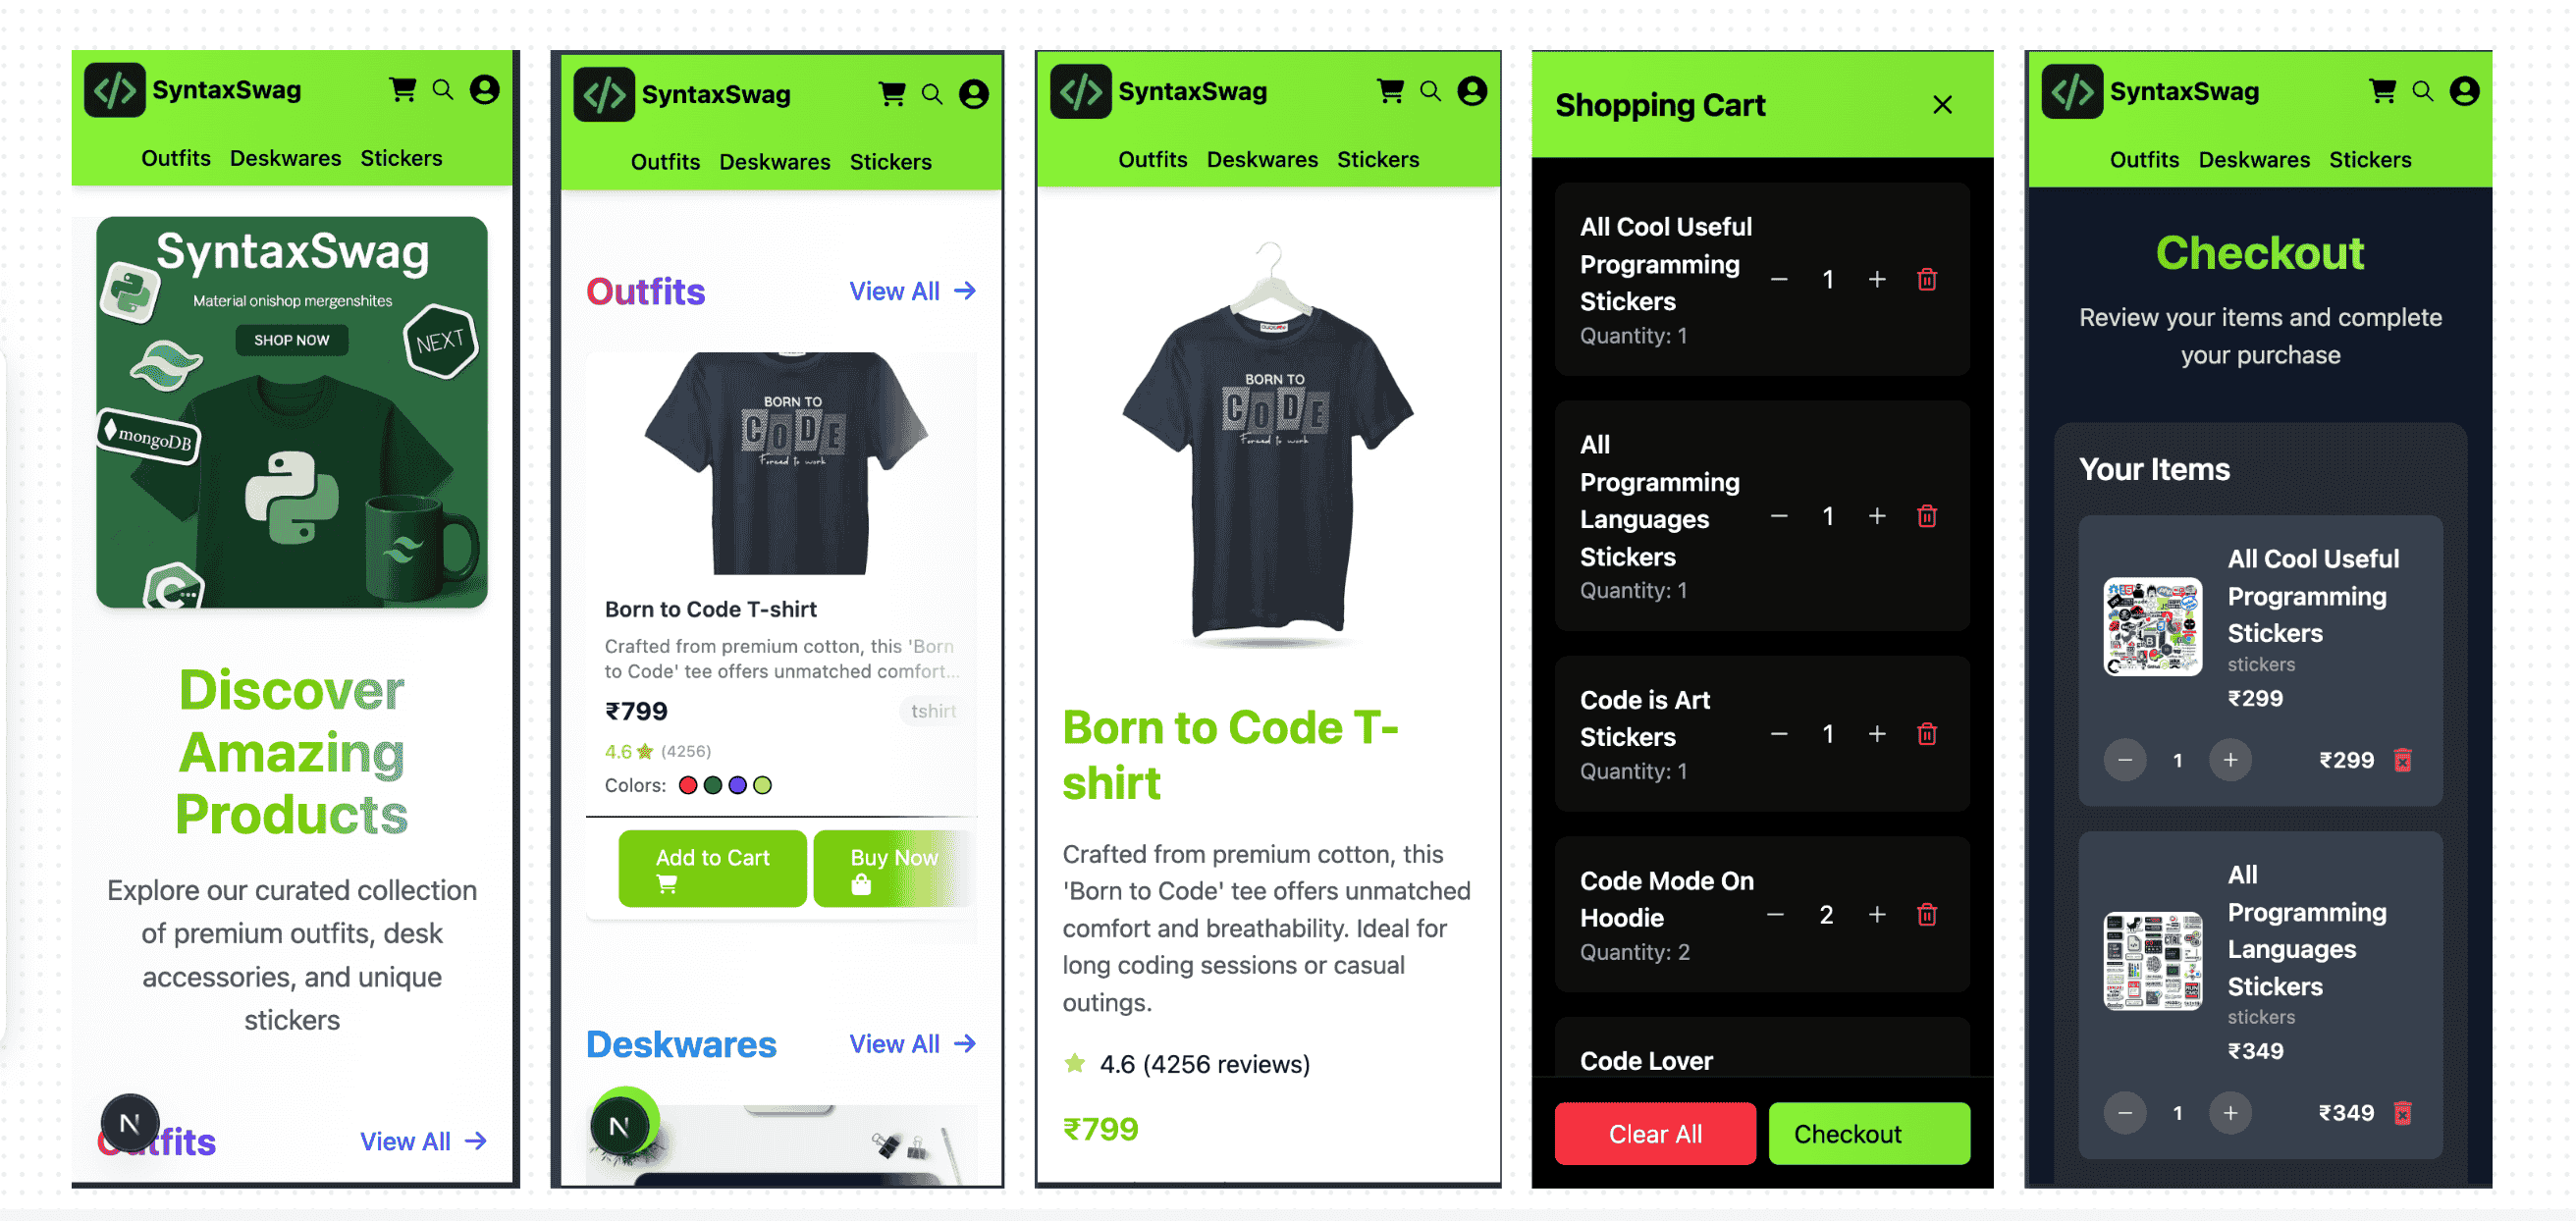 SyntaxSwag
Outfits Deskwares Stickers
SyntaxSwag
Material onishop mergenshites
SHOP NOW
NEXT
mongoDB
C
Discover
Amazing
Products
Explore our curated collection
of premium outfits, desk
accessories, and unique
stickers
N
Outfits View All →
SyntaxSwag
Outfits Deskwares Stickers
Outfits View All →
BORN TO
CODE
Forced to work
Born to Code T-shirt
Crafted from premium cotton, this 'Born
to Code' tee offers unmatched comfort...
₹799 tshirt
4.6 (4256)
Colors:
Add to Cart Buy Now
Deskwares View All →
N
SyntaxSwag
Outfits Deskwares Stickers
BORN TO
CODE
Forced to work
Born to Code T-
shirt
Crafted from premium cotton, this
'Born to Code' tee offers unmatched
comfort and breathability. Ideal for
long coding sessions or casual
outings.
4.6 (4256 reviews)
₹799
Shopping Cart
All Cool Useful
Programming
Stickers
Quantity: 1
− 1 +
All
Programming
Languages
Stickers
Quantity: 1
− 1 +
Code is Art
Stickers
Quantity: 1
− 1 +
Code Mode On
Hoodie
Quantity: 2
− 2 +
Code Lover
Clear All Checkout
SyntaxSwag
Outfits Deskwares Stickers
Checkout
Review your items and complete
your purchase
Your Items
All Cool Useful
Programming
Stickers
stickers
₹299
− 1 + ₹299
All
Programming
Languages
Stickers
stickers
₹349
− 1 + ₹349